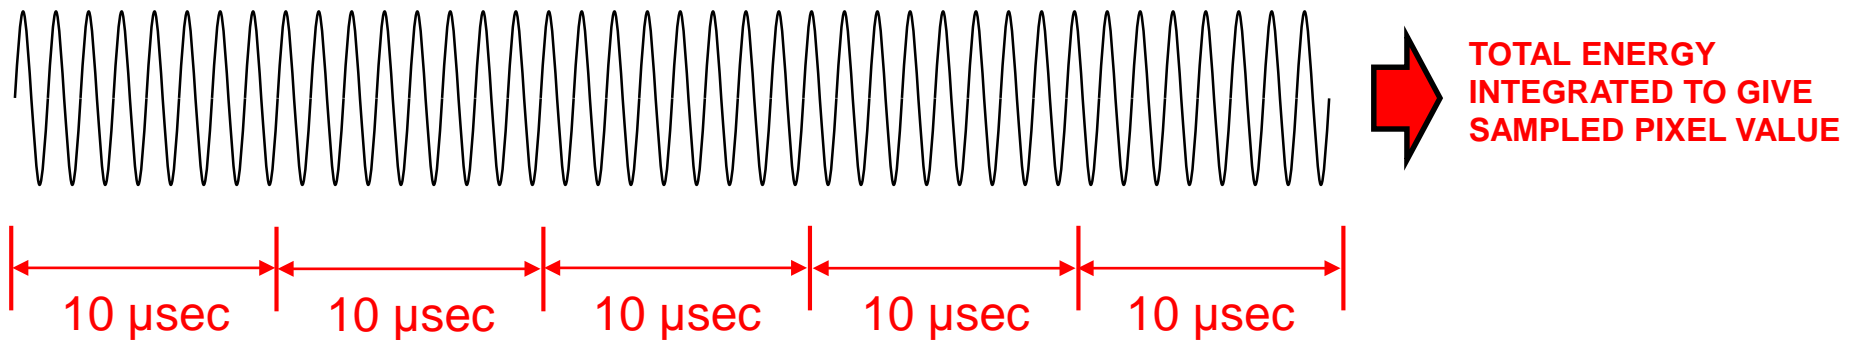 TOTAL ENERGY
INTEGRATED TO GIVE
SAMPLED PIXEL VALUE
10 µsec
10 µsec
10 µsec
10 µsec
10 µsec